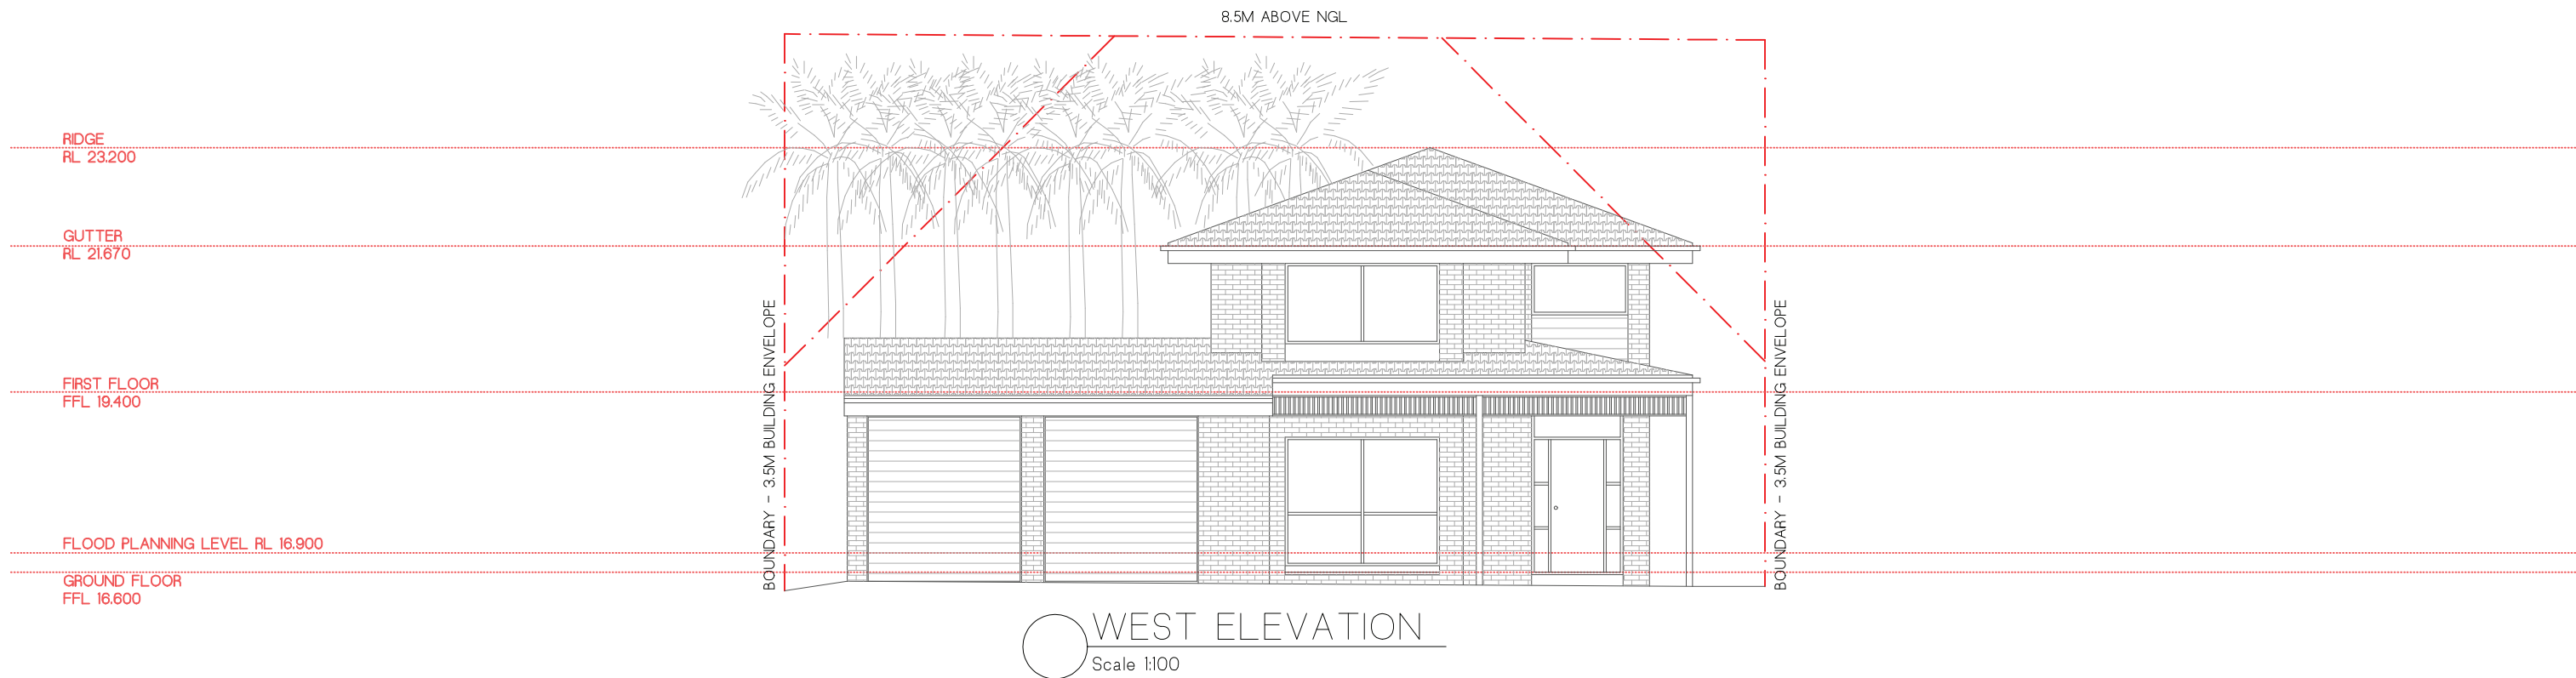 8.5M ABOVE NGL
RIDGE
RL 23.200
GUTTER
RL 21.670
BOUNDARY - 3.5M BUILDING ENVELOPE
BOUNDARY - 3.5M BUILDING ENVELOPE
FIRST FLOOR
FFL 19.400
FLOOD PLANNING LEVEL RL 16.900
GROUND FLOOR
FFL 16.600
WEST ELEVATION
Scale 1:100